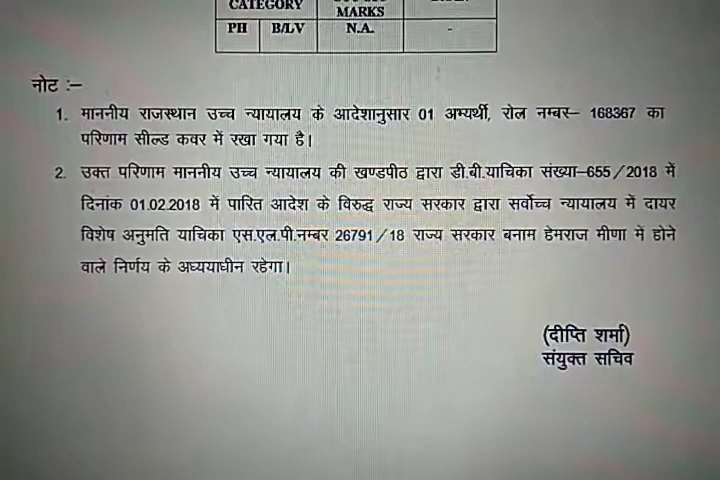 CATEGORY
MARKS
PH B/LV N.A. -
नोट :–
1. माननीय राजस्थान उच्च न्यायालय के आदेशानुसार 01 अभ्यर्थी, रोल नम्बर– 168367 का
परिणाम सील्ड कवर में रखा गया है।
2. उक्त परिणाम माननीय उच्च न्यायालय की खण्डपीठ द्वारा डी.बी.याचिका संख्या–655/2018 में
दिनांक 01.02.2018 में पारित आदेश के विरुद्ध राज्य सरकार द्वारा सर्वोच्च न्यायालय में दायर
विशेष अनुमति याचिका एस.एल.पी.नम्बर 26791/18 राज्य सरकार बनाम हेमराज मीणा में होने
वाले निर्णय के अध्ययाधीन रहेगा।
(दीप्ति शर्मा)
संयुक्त सचिव